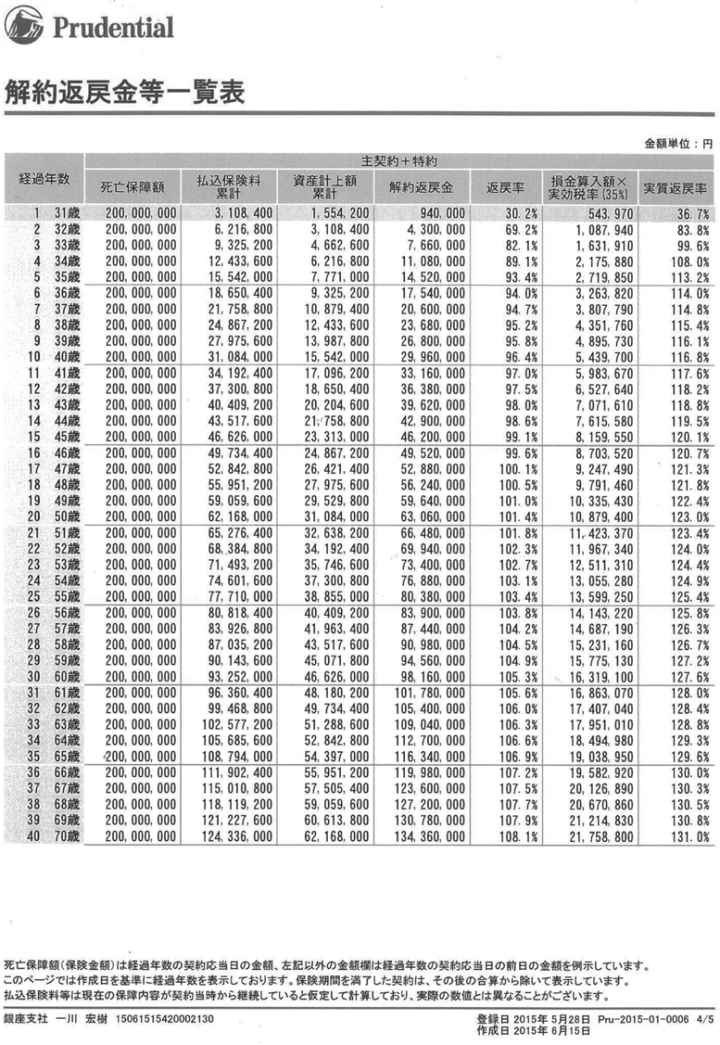 Prudential
解約返戻金等一覧表
金額単位：円
経過年数 主契約＋特約
死亡保障額 払込保険料累計 資産計上額累計 解約返戻金 返戻率 損金算入額×実効税率(35%) 実質返戻率
1 31歳 200,000,000 3,108,400 1,554,200 940,000 30.2% 543,970 36.7%
2 32歳 200,000,000 6,216,800 3,108,400 4,300,000 69.2% 1,087,940 83.8%
3 33歳 200,000,000 9,325,200 4,662,600 7,660,000 82.1% 1,631,910 99.6%
4 34歳 200,000,000 12,433,600 6,216,800 11,080,000 89.1% 2,175,880 108.0%
5 35歳 200,000,000 15,542,000 7,771,000 14,520,000 93.4% 2,719,850 113.2%
6 36歳 200,000,000 18,650,400 9,325,200 17,540,000 94.0% 3,263,820 114.0%
7 37歳 200,000,000 21,758,800 10,879,400 20,600,000 94.7% 3,807,790 114.8%
8 38歳 200,000,000 24,867,200 12,433,600 23,680,000 95.2% 4,351,760 115.4%
9 39歳 200,000,000 27,975,600 13,987,800 26,800,000 95.8% 4,895,730 116.1%
10 40歳 200,000,000 31,084,000 15,542,000 29,960,000 96.4% 5,439,700 116.8%
11 41歳 200,000,000 34,192,400 17,096,200 33,160,000 97.0% 5,983,670 117.6%
12 42歳 200,000,000 37,300,800 18,650,400 36,380,000 97.5% 6,527,640 118.2%
13 43歳 200,000,000 40,409,200 20,204,600 39,620,000 98.0% 7,071,610 118.8%
14 44歳 200,000,000 43,517,600 21,758,800 42,900,000 98.6% 7,615,580 119.5%
15 45歳 200,000,000 46,626,000 23,313,000 46,200,000 99.1% 8,159,550 120.1%
16 46歳 200,000,000 49,734,400 24,867,200 49,520,000 99.6% 8,703,520 120.7%
17 47歳 200,000,000 52,842,800 26,421,400 52,880,000 100.1% 9,247,490 121.3%
18 48歳 200,000,000 55,951,200 27,975,600 56,240,000 100.5% 9,791,460 121.8%
19 49歳 200,000,000 59,059,600 29,529,800 59,640,000 101.0% 10,335,430 122.4%
20 50歳 200,000,000 62,168,000 31,084,000 63,060,000 101.4% 10,879,400 123.0%
21 51歳 200,000,000 65,276,400 32,638,200 66,480,000 101.8% 11,423,370 123.4%
22 52歳 200,000,000 68,384,800 34,192,400 69,940,000 102.3% 11,967,340 124.0%
23 53歳 200,000,000 71,493,200 35,746,600 73,400,000 102.7% 12,511,310 124.4%
24 54歳 200,000,000 74,601,600 37,300,800 76,880,000 103.1% 13,055,280 124.9%
25 55歳 200,000,000 77,710,000 38,855,000 80,380,000 103.4% 13,599,250 125.4%
26 56歳 200,000,000 80,818,400 40,409,200 83,900,000 103.8% 14,143,220 125.8%
27 57歳 200,000,000 83,926,800 41,963,400 87,440,000 104.2% 14,687,190 126.3%
28 58歳 200,000,000 87,035,200 43,517,600 90,980,000 104.5% 15,231,160 126.7%
29 59歳 200,000,000 90,143,600 45,071,800 94,560,000 104.9% 15,775,130 127.2%
30 60歳 200,000,000 93,252,000 46,626,000 98,160,000 105.3% 16,319,100 127.6%
31 61歳 200,000,000 96,360,400 48,180,200 101,780,000 105.6% 16,863,070 128.0%
32 62歳 200,000,000 99,468,800 49,734,400 105,400,000 106.0% 17,407,040 128.4%
33 63歳 200,000,000 102,577,200 51,288,600 109,040,000 106.3% 17,951,010 128.8%
34 64歳 200,000,000 105,685,600 52,842,800 112,700,000 106.6% 18,494,980 129.3%
35 65歳 200,000,000 108,794,000 54,397,000 116,340,000 106.9% 19,038,950 129.6%
36 66歳 200,000,000 111,902,400 55,951,200 119,980,000 107.2% 19,582,920 130.0%
37 67歳 200,000,000 115,010,800 57,505,400 123,600,000 107.5% 20,126,890 130.3%
38 68歳 200,000,000 118,119,200 59,059,600 127,200,000 107.7% 20,670,860 130.5%
39 69歳 200,000,000 121,227,600 60,613,800 130,780,000 107.9% 21,214,830 130.8%
40 70歳 200,000,000 124,336,000 62,168,000 134,360,000 108.1% 21,758,800 131.0%
死亡保障額(保険金額)は経過年数の契約応当日の金額、左記以外の金額欄は経過年数の契約応当日の前日の金額を例示しています。
このページでは作成日を基準に経過年数を表示しております。保険期間を満了した契約は、その後の合算から除いて表示しています。
払込保険料等は現在の保障内容が契約当時から継続していると仮定して計算しており、実際の数値とは異なることがございます。
銀座支社 一川 宏樹 15061515420002130 登録日 2015年 5月28日 Pru-2015-01-0006 4/5
作成日 2015年 6月15日